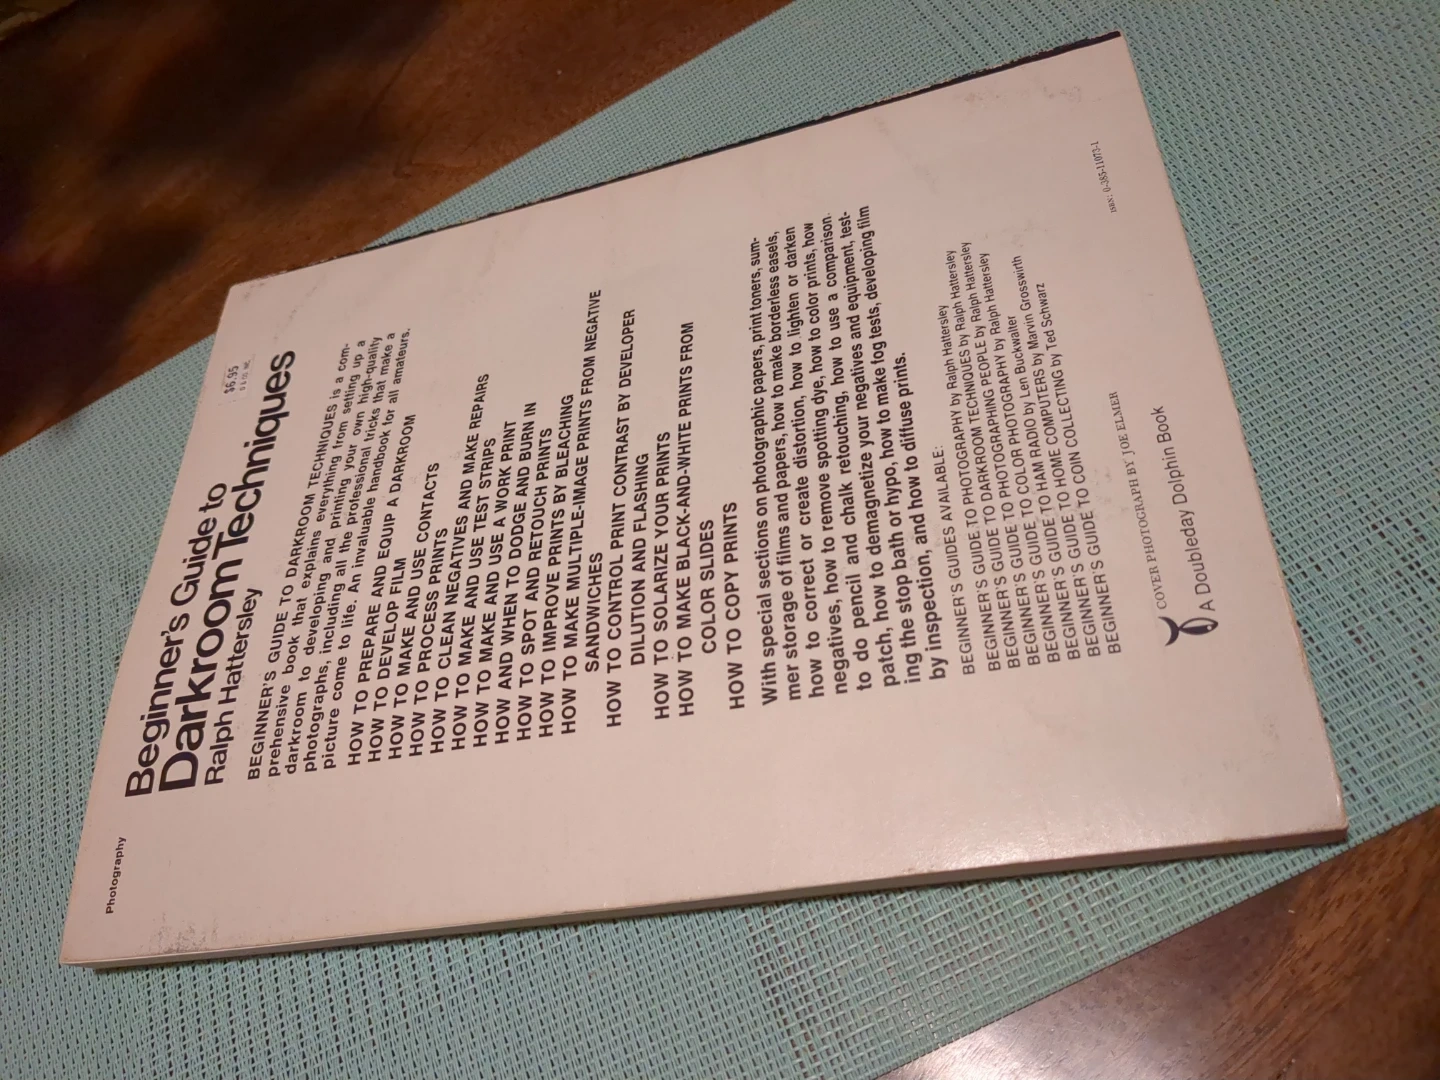 Photography
$6.95
Beginner's Guide to
Darkroom Techniques
Ralph Hattersley
BEGINNER'S GUIDE TO DARKROOM TECHNIQUES is a com-
prehensive book that explains everything from setting up a
darkroom to developing and printing your own high-quality
photographs, including all the professional tricks that make a
picture come to life. An invaluable handbook for all amateurs.
HOW TO PREPARE AND EQUIP A DARKROOM
HOW TO DEVELOP FILM
HOW TO MAKE AND USE CONTACTS
HOW TO PROCESS PRINTS
HOW TO CLEAN NEGATIVES AND MAKE REPAIRS
HOW TO MAKE AND USE TEST STRIPS
HOW TO MAKE AND USE A WORK PRINT
HOW AND WHEN TO DODGE AND BURN IN
HOW TO SPOT AND RETOUCH PRINTS
HOW TO IMPROVE PRINTS BY BLEACHING
HOW TO MAKE MULTIPLE-IMAGE PRINTS FROM NEGATIVE
SANDWICHES
HOW TO CONTROL PRINT CONTRAST BY DEVELOPER
DILUTION AND FLASHING
HOW TO SOLARIZE YOUR PRINTS
HOW TO MAKE BLACK-AND-WHITE PRINTS FROM
COLOR SLIDES
HOW TO COPY PRINTS
With special sections on photographic papers, print toners, sum-
mer storage of films and papers, how to make borderless easels,
how to correct or create distortion, how to lighten or darken
negatives, how to remove spotting dye, how to color prints, how
to do pencil and chalk retouching, how to use a comparison
patch, how to demagnetize your negatives and equipment, test-
ing the stop bath or hypo, how to make fog tests, developing film
by inspection, and how to diffuse prints.
BEGINNER'S GUIDES AVAILABLE:
BEGINNER'S GUIDE TO PHOTOGRAPHY by Ralph Hattersley
BEGINNER'S GUIDE TO DARKROOM TECHNIQUES by Ralph Hattersley
BEGINNER'S GUIDE TO PHOTOGRAPHING PEOPLE by Ralph Hattersley
BEGINNER'S GUIDE TO COLOR PHOTOGRAPHY by Ralph Hattersley
BEGINNER'S GUIDE TO HAM RADIO by Len Buckwalter
BEGINNER'S GUIDE TO HOME COMPUTERS by Marvin Grosswirth
BEGINNER'S GUIDE TO COIN COLLECTING by Ted Schwarz
COVER PHOTOGRAPH BY JOE ELMER
A Doubleday Dolphin Book
ISBN: 0-385-11073-1